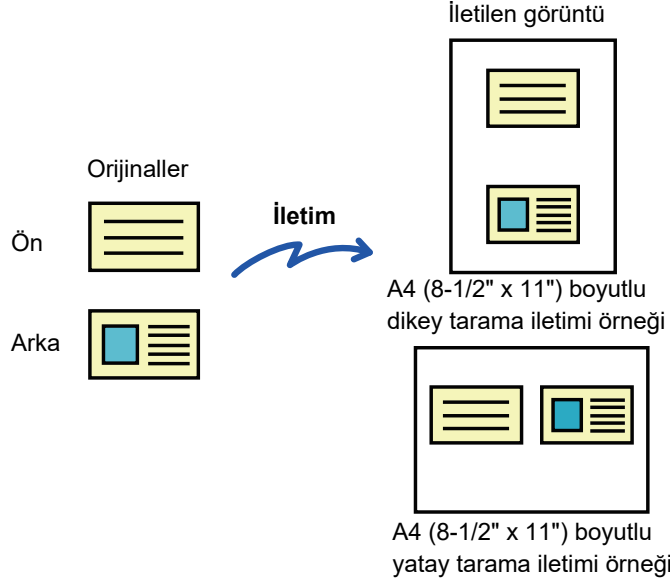 İletilen görüntü
Orijinaller
Ön
İletim
Arka
A4 (8-1/2" x 11") boyutlu
dikey tarama iletimi örneği
A4 (8-1/2" x 11") boyutlu
yatay tarama iletimi örneği